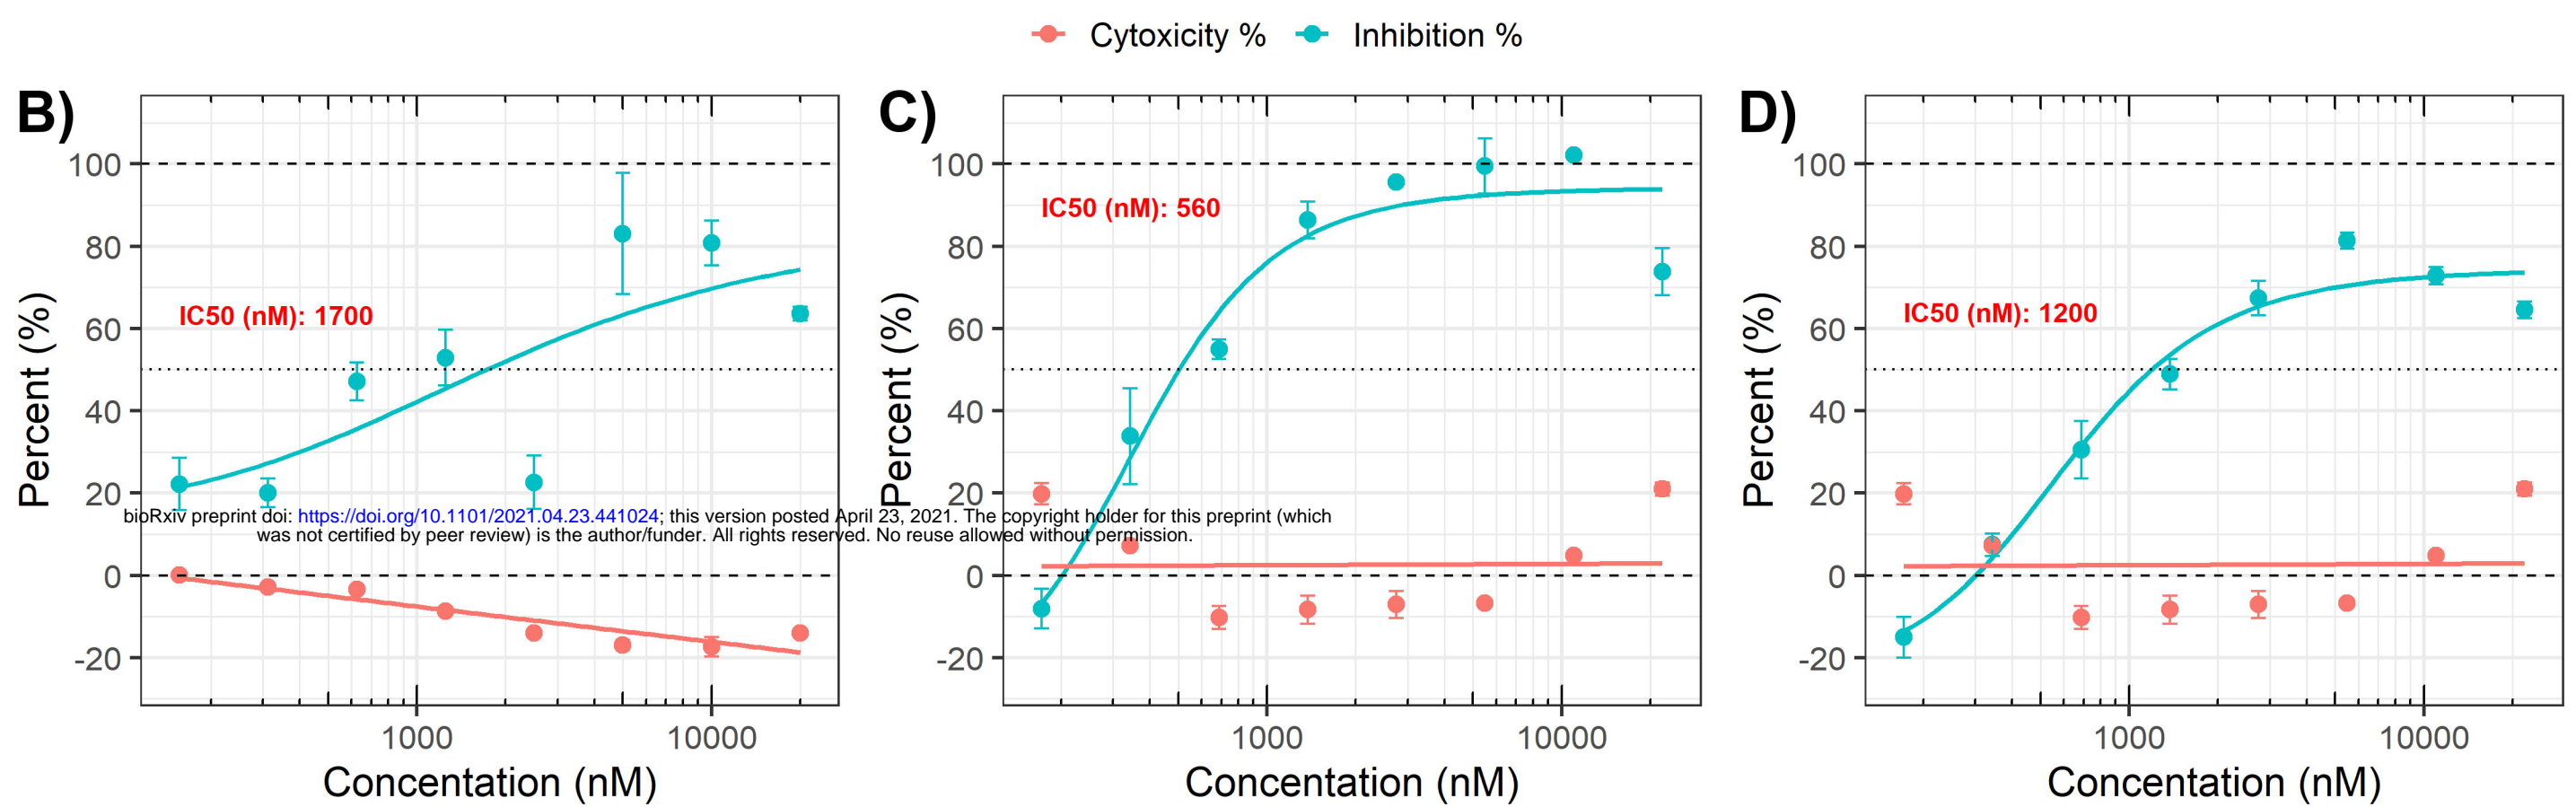 Cytoxicity % Inhibition %
B) C) D)
100 100 100
80 80 80
60 60 60
40 40 40
20 20 20
0 0 0
-20 -20 -20
Percent (%) Percent (%) Percent (%)
IC50 (nM): 1700 IC50 (nM): 560 IC50 (nM): 1200
bioRxiv preprint doi: https://doi.org/10.1101/2021.04.23.441024; this version posted April 23, 2021. The copyright holder for this preprint (which
was not certified by peer review) is the author/funder. All rights reserved. No reuse allowed without permission.
1000 10000 1000 10000 1000 10000
Concentation (nM) Concentation (nM) Concentation (nM)